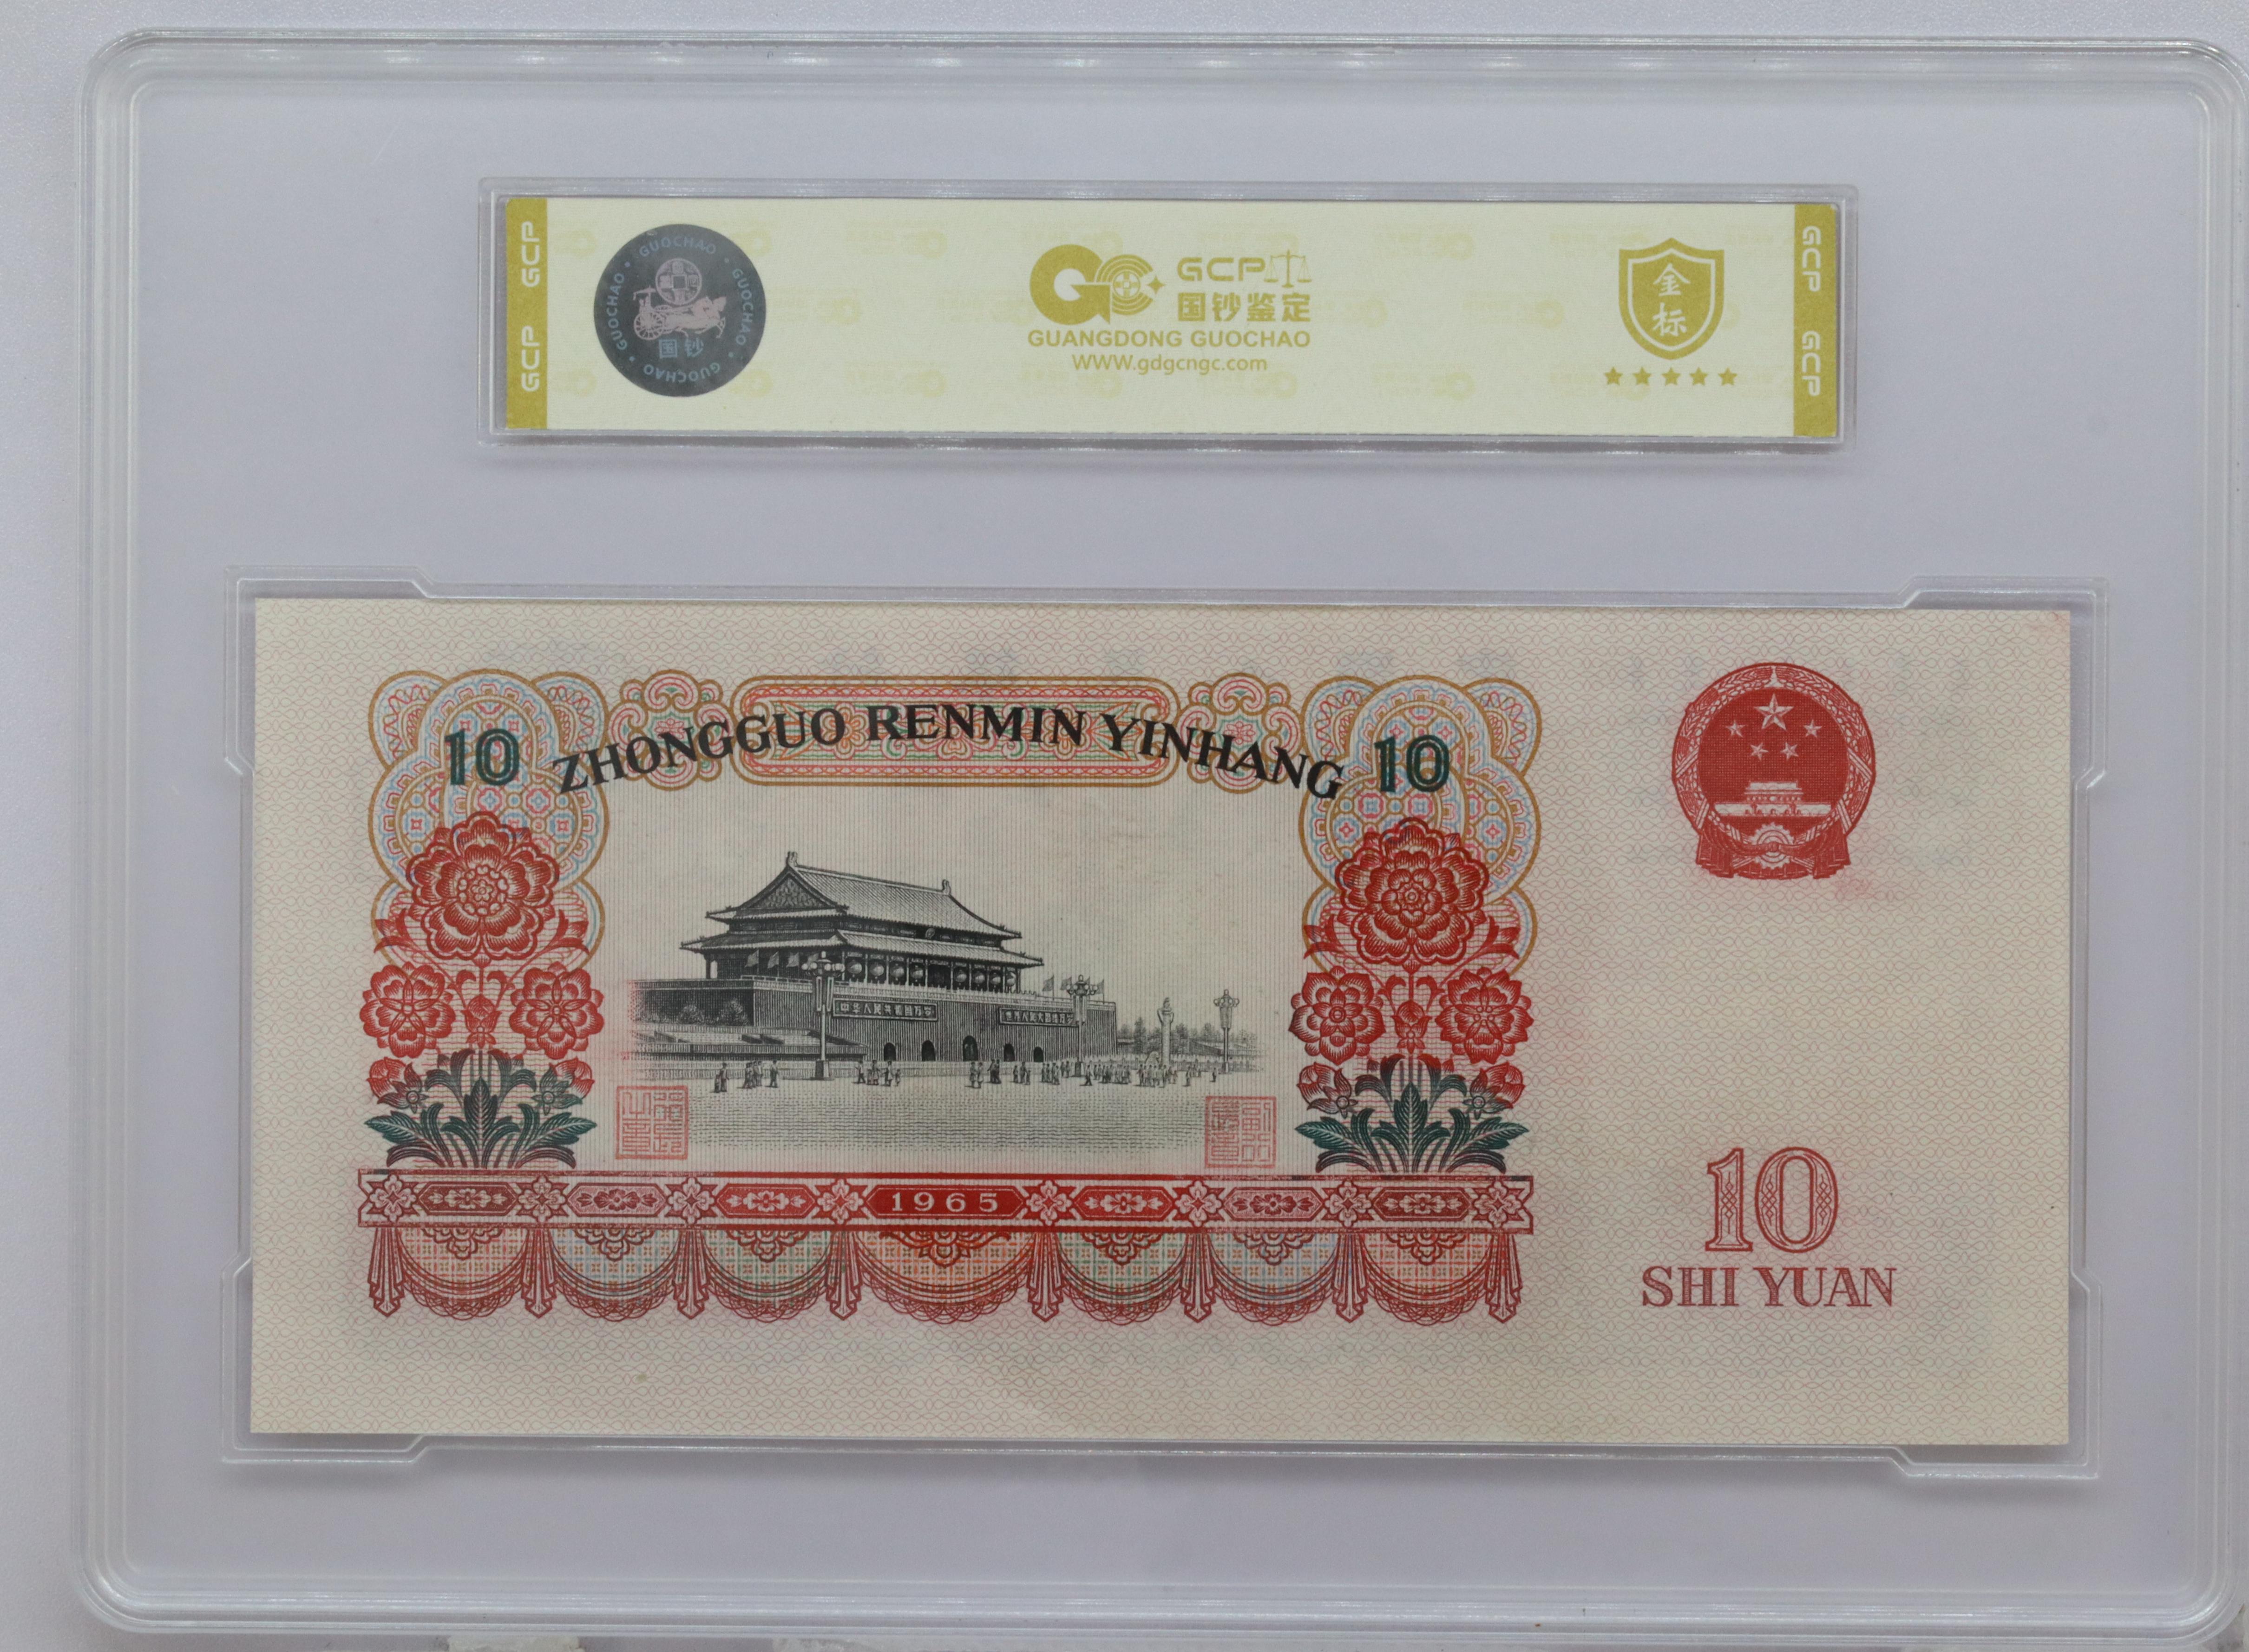 GCP GCP
GUOCHAO · GUOCHAO · GUOCHAO · GUOCHAO
国钞
GCP
国钞鉴定
GUANGDONG GUOCHAO
WWW.gdgcngc.com
金标
GCP GCP
10 ZHONGGUO RENMIN YINHANG 10
1965
10
SHI YUAN